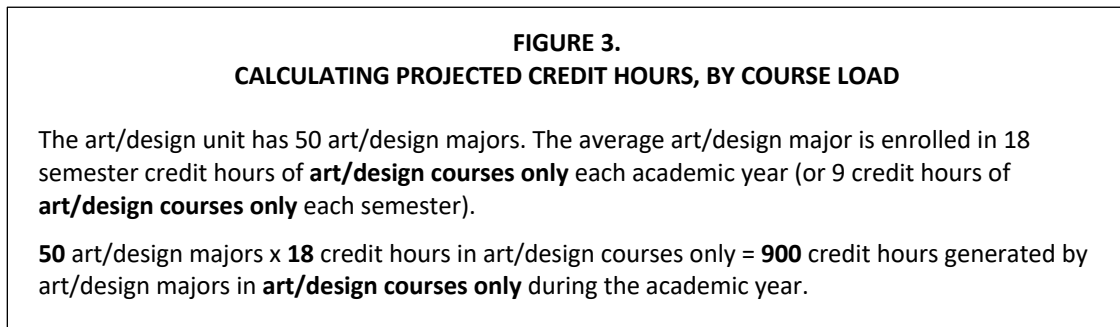 FIGURE 3.
CALCULATING PROJECTED CREDIT HOURS, BY COURSE LOAD
The art/design unit has 50 art/design majors. The average art/design major is enrolled in 18
semester credit hours of art/design courses only each academic year (or 9 credit hours of
art/design courses only each semester).
50 art/design majors x 18 credit hours in art/design courses only = 900 credit hours generated by
art/design majors in art/design courses only during the academic year.